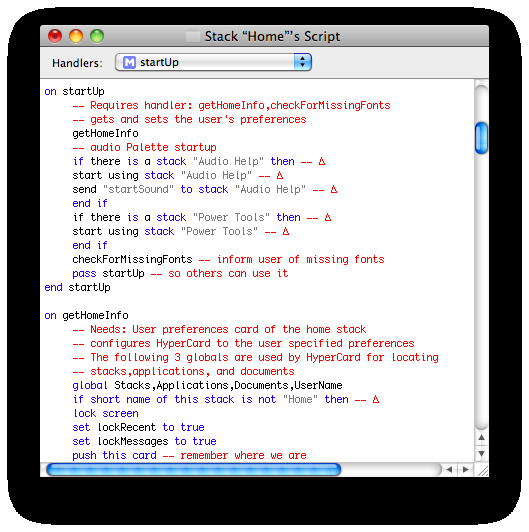 Stack “Home”’s Script
Handlers: M startUp
on startUp
-- Requires handler: getHomeInfo,checkForMissingFonts
-- gets and sets the user's preferences
getHomeInfo
-- audio Palette startup
if there is a stack "Audio Help" then -- ∆
start using stack "Audio Help" -- ∆
send "startSound" to stack "Audio Help" -- ∆
end if
if there is a stack "Power Tools" then -- ∆
start using stack "Power Tools" -- ∆
end if
checkForMissingFonts -- inform user of missing fonts
pass startUp -- so others can use it
end startUp
on getHomeInfo
-- Needs: User preferences card of the home stack
-- configures HyperCard to the user specified preferences
-- The following 3 globals are used by HyperCard for locating
-- stacks,applications, and documents
global Stacks,Applications,Documents,UserName
if short name of this stack is not "Home" then -- ∆
lock screen
set lockRecent to true
set lockMessages to true
push this card -- remember where we are